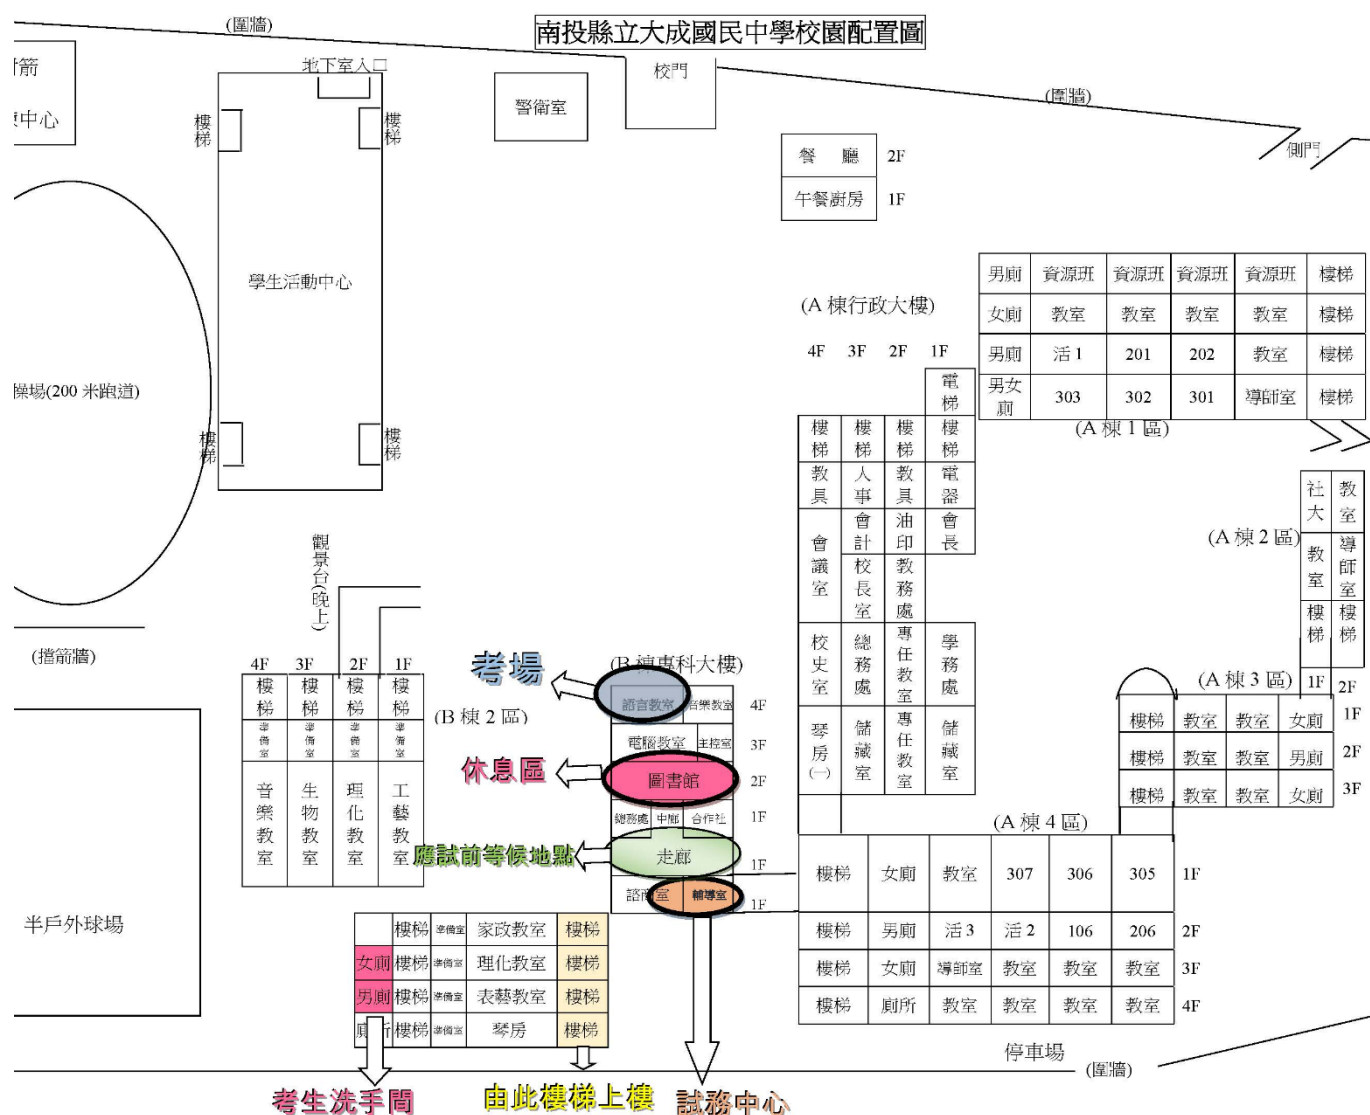 南投縣立大成國民中學校園配置圖
(圍牆)
地下室入口
校門
警衛室
(圍牆)
側門
箭
中心
樓梯
樓梯
餐 廳 2F
午餐廚房 1F
學生活動中心
操場(200 米跑道)
樓梯
樓梯
男廁 資源班 資源班 資源班 資源班 樓梯
女廁 教室 教室 教室 教室 樓梯
男廁 活1 201 202 教室 樓梯
男女廁 303 302 301 導師室 樓梯
(A 棟 1 區)
(A 棟行政大樓)
4F 3F 2F 1F
電梯
樓梯 樓梯 樓梯 樓梯
教具 人事 教具 電器
會議室 會計 油印 會長
校長室 教務處
校史室 總務處 專任教室 學務處
琴房(一) 儲藏室 專任教室 儲藏室
(A 棟 2 區)
社大 教室
教室 導師室
樓梯 樓梯
1F 2F
(A 棟 3 區)
樓梯 教室 教室 女廁 1F
樓梯 教室 教室 男廁 2F
樓梯 教室 教室 女廁 3F
(A 棟 4 區)
樓梯 女廁 教室 307 306 305 1F
樓梯 男廁 活3 活2 106 206 2F
樓梯 女廁 導師室 教室 教室 教室 3F
樓梯 廁所 教室 教室 教室 教室 4F
停車場
(圍牆)
觀景台(晚上)
(擋箭牆)
4F 3F 2F 1F
樓梯 樓梯 樓梯 樓梯
準備室 準備室 準備室 準備室
音樂教室 生物教室 理化教室 工藝教室
(B 棟 2 區)
(B 棟專科大樓)
考場
語言教室 音樂教室 4F
電腦教室 主控室 3F
休息區
圖書館 2F
總務處 中廊 合作社 1F
應試前等候地點
走廊 1F
諮商室 輔導室 1F
半戶外球場
樓梯 準備室 家政教室 樓梯
女廁 樓梯 準備室 理化教室 樓梯
男廁 樓梯 準備室 表藝教室 樓梯
廁所 樓梯 準備室 琴房 樓梯
考生洗手間
由此樓梯上樓
試務中心